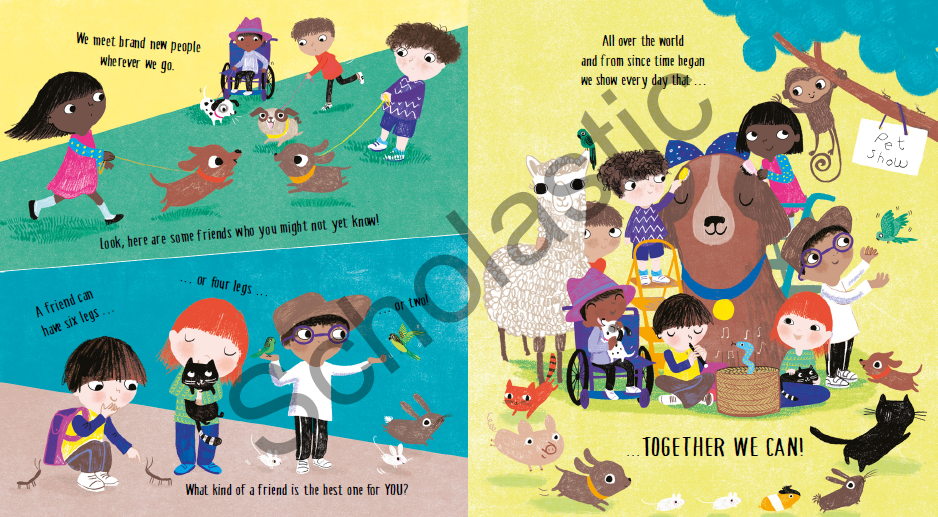 We meet brand new people
wherever we go.
Look, here are some friends who you might not yet know!
A friend can
have six legs ...
... or four legs ...
... or two!
What kind of a friend is the best one for YOU?
All over the world
and from since time began
we show every day that ...
Pet
Show
...TOGETHER WE CAN!
Scholastic